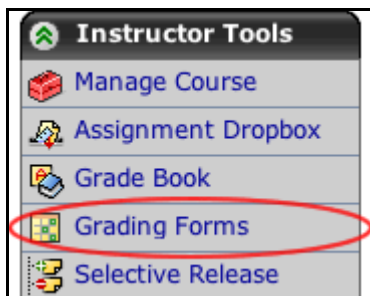 Instructor Tools
Manage Course
Assignment Dropbox
Grade Book
Grading Forms
Selective Release